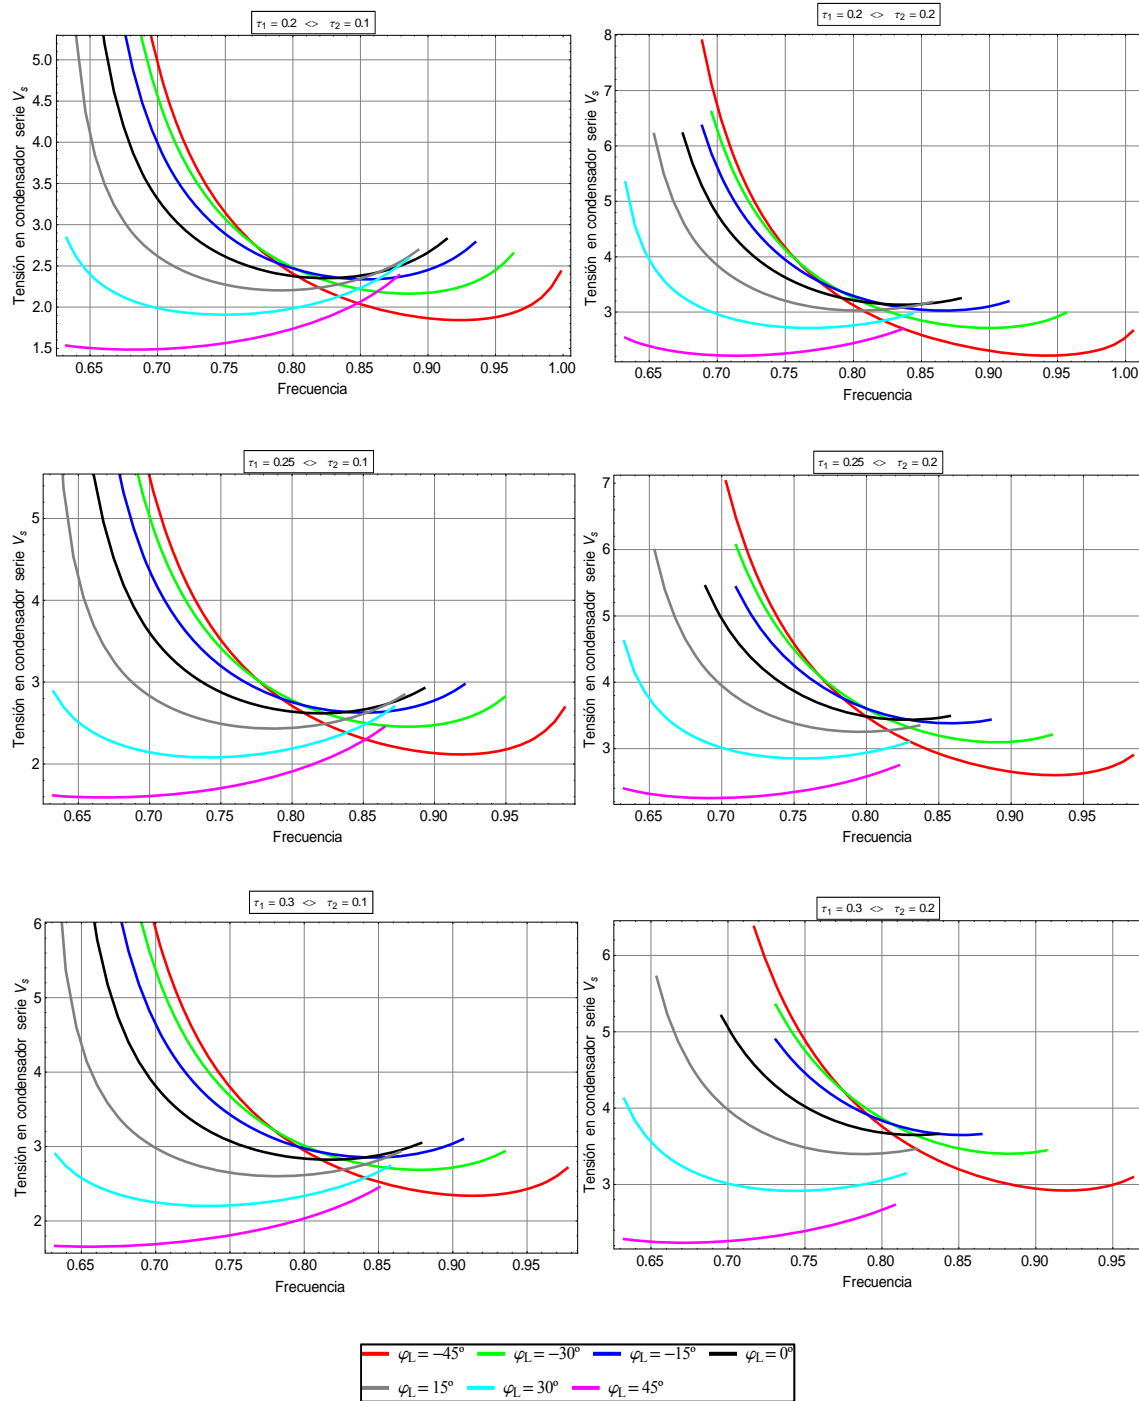 τ1 = 0.2 <> τ2 = 0.1
Tensión en condensador serie Vs
5.0
4.5
4.0
3.5
3.0
2.5
2.0
1.5
0.65 0.70 0.75 0.80 0.85 0.90 0.95 1.00
Frecuencia
τ1 = 0.2 <> τ2 = 0.2
Tensión en condensador serie Vs
8
7
6
5
4
3
0.65 0.70 0.75 0.80 0.85 0.90 0.95 1.00
Frecuencia
τ1 = 0.25 <> τ2 = 0.1
Tensión en condensador serie Vs
5
4
3
2
0.65 0.70 0.75 0.80 0.85 0.90 0.95
Frecuencia
τ1 = 0.25 <> τ2 = 0.2
Tensión en condensador serie Vs
7
6
5
4
3
0.65 0.70 0.75 0.80 0.85 0.90 0.95
Frecuencia
τ1 = 0.3 <> τ2 = 0.1
Tensión en condensador serie Vs
6
5
4
3
2
0.65 0.70 0.75 0.80 0.85 0.90 0.95
Frecuencia
τ1 = 0.3 <> τ2 = 0.2
Tensión en condensador serie Vs
6
5
4
3
0.65 0.70 0.75 0.80 0.85 0.90 0.95
Frecuencia
φL = −45º φL = −30º φL = −15º φL = 0º
φL = 15º φL = 30º φL = 45º